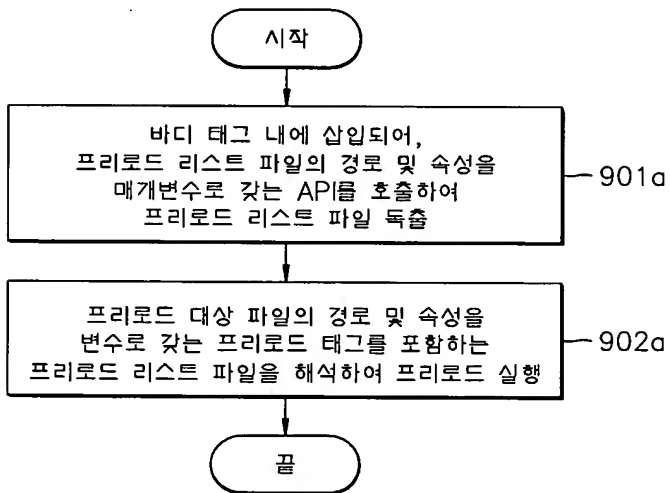 시작
바디 태그 내에 삽입되어,
프리로드 리스트 파일의 경로 및 속성을
매개변수로 갖는 API를 호출하여
프리로드 리스트 파일 독출
901a
프리로드 대상 파일의 경로 및 속성을
변수로 갖는 프리로드 태그를 포함하는
프리로드 리스트 파일을 해석하여 프리로드 실행
902a
끝